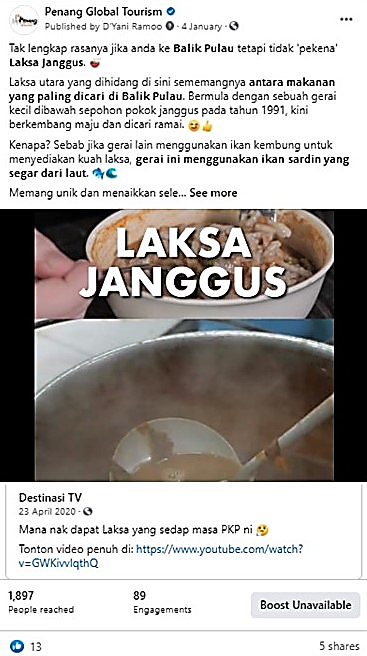 Penang Global Tourism
Published by D'Yani Ramoo · 4 January ·
Tak lengkap rasanya jika anda ke Balik Pulau tetapi tidak 'pekena'
Laksa Janggus.
Laksa utara yang dihidang di sini sememangnya antara makanan
yang paling dicari di Balik Pulau. Bermula dengan sebuah gerai
kecil dibawah sepohon pokok janggus pada tahun 1991, kini
berkembang maju dan dicari ramai.
Kenapa? Sebab jika gerai lain menggunakan ikan kembung untuk
menyediakan kuah laksa, gerai ini menggunakan ikan sardin yang
segar dari laut.
Memang unik dan menaikkan sele... See more
LAKSA
JANGGUS
Destinasi TV
23 April 2020 ·
Mana nak dapat Laksa yang sedap masa PKP ni
Tonton video penuh di: https://www.youtube.com/watch?
v=GWKivvlqthQ
1,897
People reached
89
Engagements
Boost Unavailable
13
5 shares